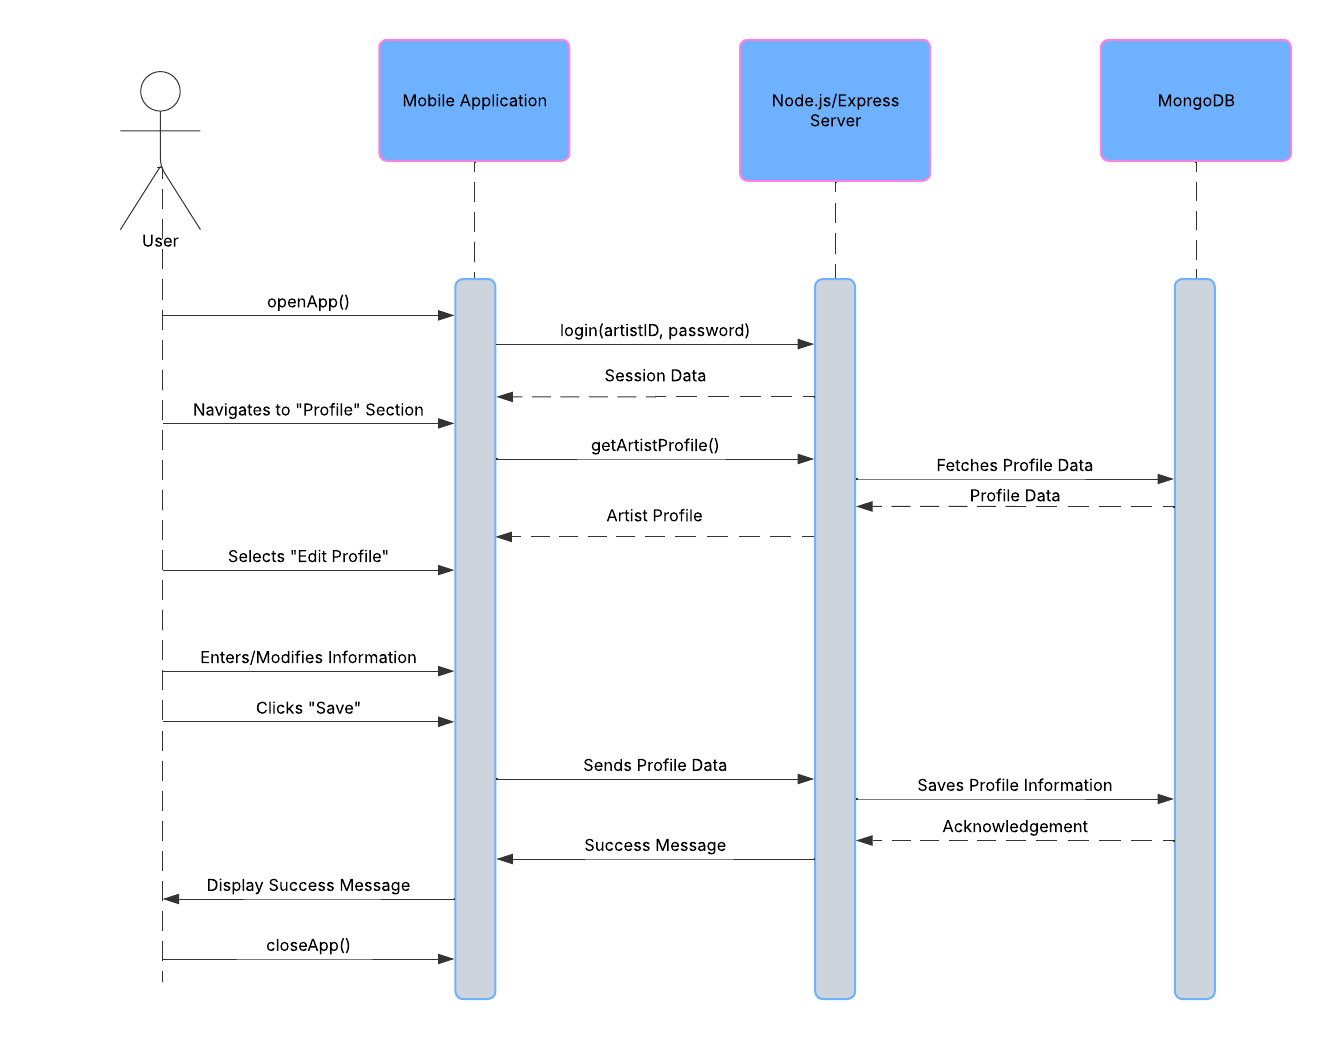 Mobile Application
Node.js/Express
Server
MongoDB
User
openApp()
login(artistID, password)
Session Data
Navigates to "Profile" Section
getArtistProfile()
Fetches Profile Data
Profile Data
Artist Profile
Selects "Edit Profile"
Enters/Modifies Information
Clicks "Save"
Sends Profile Data
Saves Profile Information
Acknowledgement
Success Message
Display Success Message
closeApp()